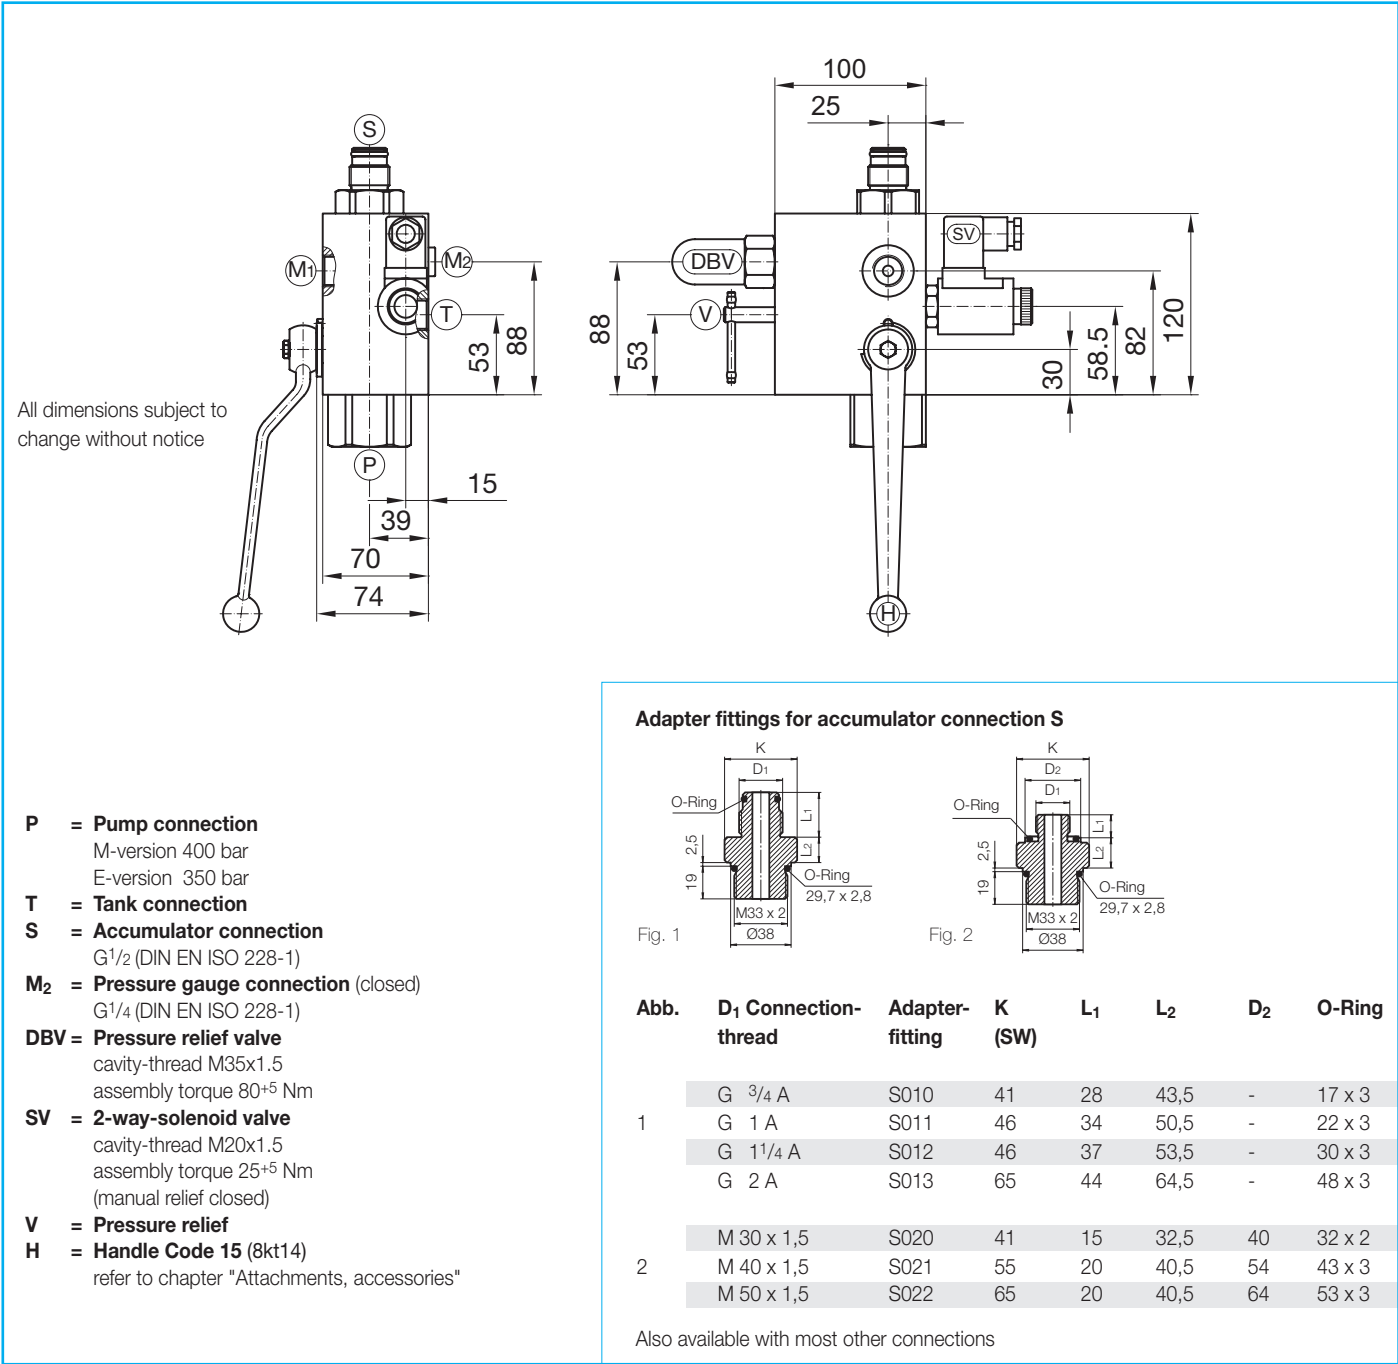 S
M1
M2
T
P
88
53
15
39
70
74
All dimensions subject to
change without notice
100
25
DBV
V
SV
H
88
53
30
58.5
82
120
P = Pump connection
M-version 400 bar
E-version 350 bar
T = Tank connection
S = Accumulator connection
G1/2 (DIN EN ISO 228-1)
M2 = Pressure gauge connection (closed)
G1/4 (DIN EN ISO 228-1)
DBV = Pressure relief valve
cavity-thread M35x1.5
assembly torque 80+5 Nm
SV = 2-way-solenoid valve
cavity-thread M20x1.5
assembly torque 25+5 Nm
(manual relief closed)
V = Pressure relief
H = Handle Code 15 (8kt14)
refer to chapter "Attachments, accessories"
Adapter fittings for accumulator connection S
K
D1
O-Ring
L1
L2
2,5
19
O-Ring
29,7 x 2,8
M33 x 2
Ø38
Fig. 1
K
D2
D1
O-Ring
L1
L2
2,5
19
O-Ring
29,7 x 2,8
M33 x 2
Ø38
Fig. 2
Abb. D1 Connection- Adapter- K L1 L2 D2 O-Ring
thread fitting (SW)
G 3/4 A S010 41 28 43,5 - 17 x 3
1 G 1 A S011 46 34 50,5 - 22 x 3
G 11/4 A S012 46 37 53,5 - 30 x 3
G 2 A S013 65 44 64,5 - 48 x 3
M 30 x 1,5 S020 41 15 32,5 40 32 x 2
2 M 40 x 1,5 S021 55 20 40,5 54 43 x 3
M 50 x 1,5 S022 65 20 40,5 64 53 x 3
Also available with most other connections